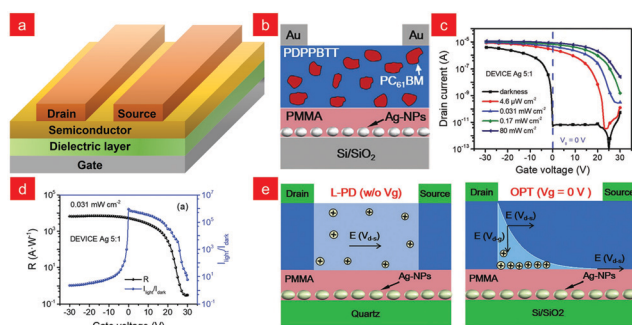 a
Drain
Source
Semiconductor
Dielectric layer
Gate
b
Au
Au
PDPPBTT
PC61BM
PMMA
Ag-NPs
Si/SiO2
c
Drain current (A)
10-5
10-7
10-9
10-11
10-13
DEVICE Ag 5:1
darkness
4.6 μW cm-2
0.031 mW cm-2
0.17 mW cm-2
80 mW cm-2
Vg = 0 V
-30 -20 -10 0 10 20 30
Gate voltage (V)
d
0.031 mW cm-2
(a)
DEVICE Ag 5:1
R (A·W-1)
Ilight/Idark
R
Ilight/Idark
-30 -20 -10 0 10 20 30
Gate voltage (V)
e
Drain
L-PD (w/o Vg)
Source
E (Vd-s)
PMMA
Ag-NPs
Quartz
Drain
OPT (Vg = 0 V )
Source
E (Vd-s)
E
(Vd-g)
E (Vd-s)
PMMA
Ag-NPs
Si/SiO2